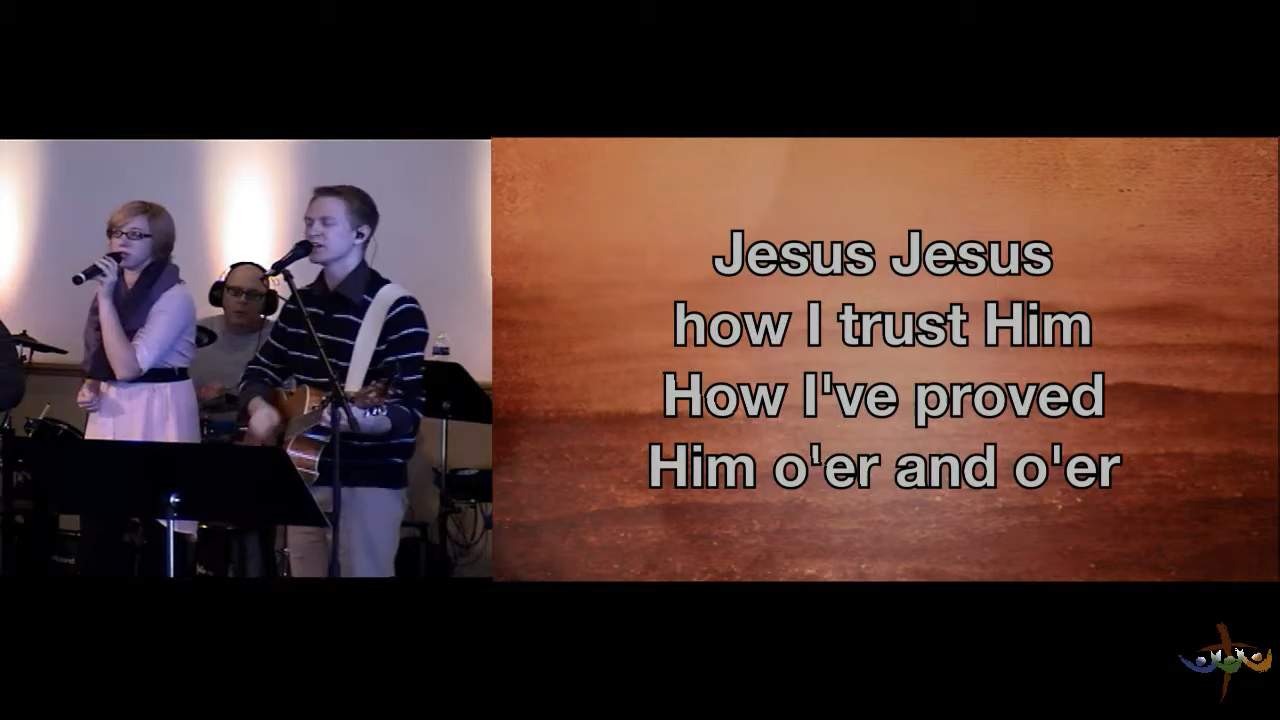 Jesus Jesus
how I trust Him
How I've proved
Him o'er and o'er